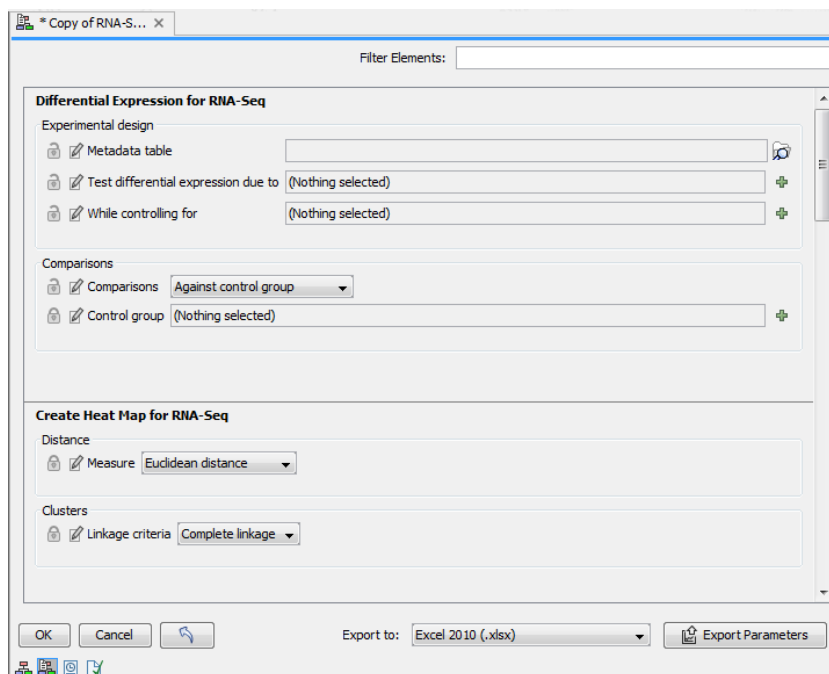 * Copy of RNA-S...
Filter Elements:
Differential Expression for RNA-Seq
Experimental design
Metadata table
Test differential expression due to (Nothing selected)
While controlling for (Nothing selected)
Comparisons
Comparisons Against control group
Control group (Nothing selected)
Create Heat Map for RNA-Seq
Distance
Measure Euclidean distance
Clusters
Linkage criteria Complete linkage
OK Cancel Export to: Excel 2010 (.xlsx) Export Parameters